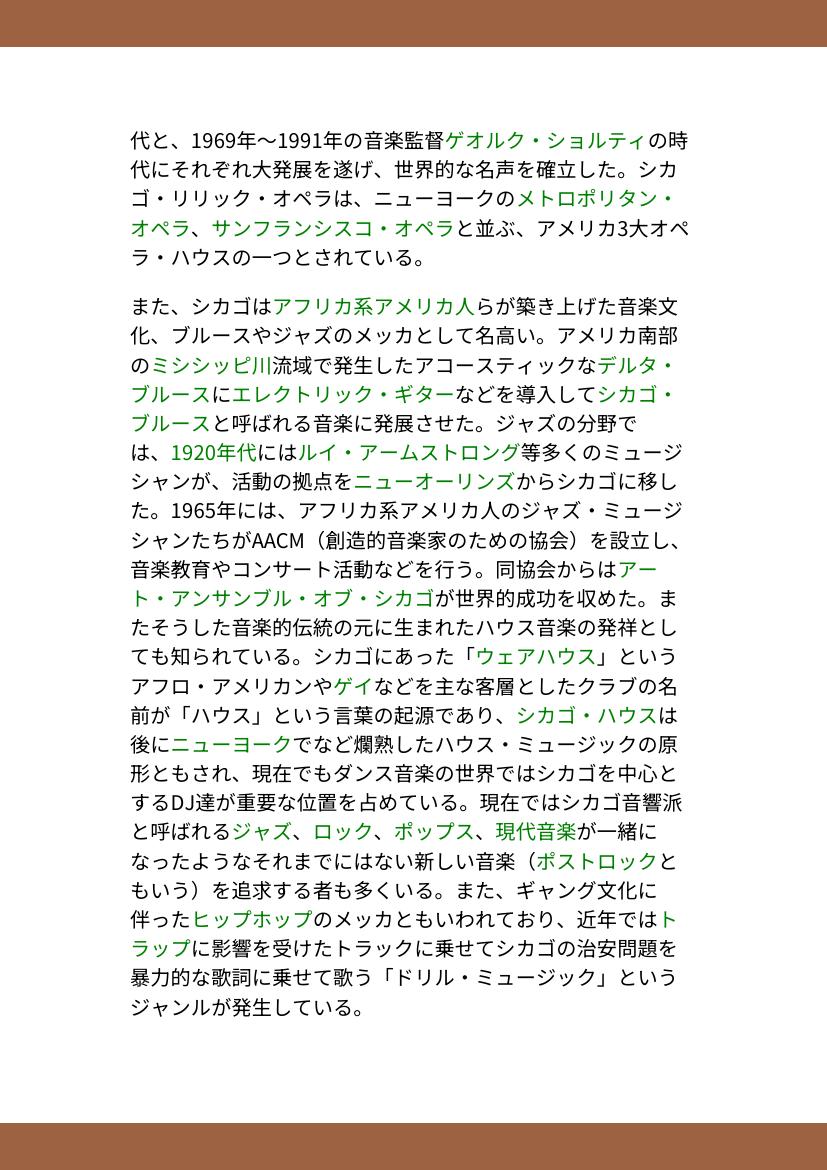 代と、1969年～1991年の音楽監督ゲオルク・ショルティの時
代にそれぞれ大発展を遂げ、世界的な名声を確立した。シカ
ゴ・リリック・オペラは、ニューヨークのメトロポリタン・
オペラ、サンフランシスコ・オペラと並ぶ、アメリカ3大オペ
ラ・ハウスの一つとされている。
また、シカゴはアフリカ系アメリカ人らが築き上げた音楽文
化、ブルースやジャズのメッカとして名高い。アメリカ南部
のミシシッピ川流域で発生したアコースティックなデルタ・
ブルースにエレクトリック・ギターなどを導入してシカゴ・
ブルースと呼ばれる音楽に発展させた。ジャズの分野で
は、1920年代にはルイ・アームストロング等多くのミュージ
シャンが、活動の拠点をニューオーリンズからシカゴに移し
た。1965年には、アフリカ系アメリカ人のジャズ・ミュージ
シャンたちがAACM（創造的音楽家のための協会）を設立し、
音楽教育やコンサート活動などを行う。同協会からはアー
ト・アンサンブル・オブ・シカゴが世界的成功を収めた。ま
たそうした音楽的伝統の元に生まれたハウス音楽の発祥とし
ても知られている。シカゴにあった「ウェアハウス」という
アフロ・アメリカンやゲイなどを主な客層としたクラブの名
前が「ハウス」という言葉の起源であり、シカゴ・ハウスは
後にニューヨークでなど爛熟したハウス・ミュージックの原
形ともされ、現在でもダンス音楽の世界ではシカゴを中心と
するDJ達が重要な位置を占めている。現在ではシカゴ音響派
と呼ばれるジャズ、ロック、ポップス、現代音楽が一緒に
なったようなそれまでにはない新しい音楽（ポストロックと
もいう）を追求する者も多くいる。また、ギャング文化に
伴ったヒップホップのメッカともいわれており、近年ではト
ラップに影響を受けたトラックに乗せてシカゴの治安問題を
暴力的な歌詞に乗せて歌う「ドリル・ミュージック」という
ジャンルが発生している。